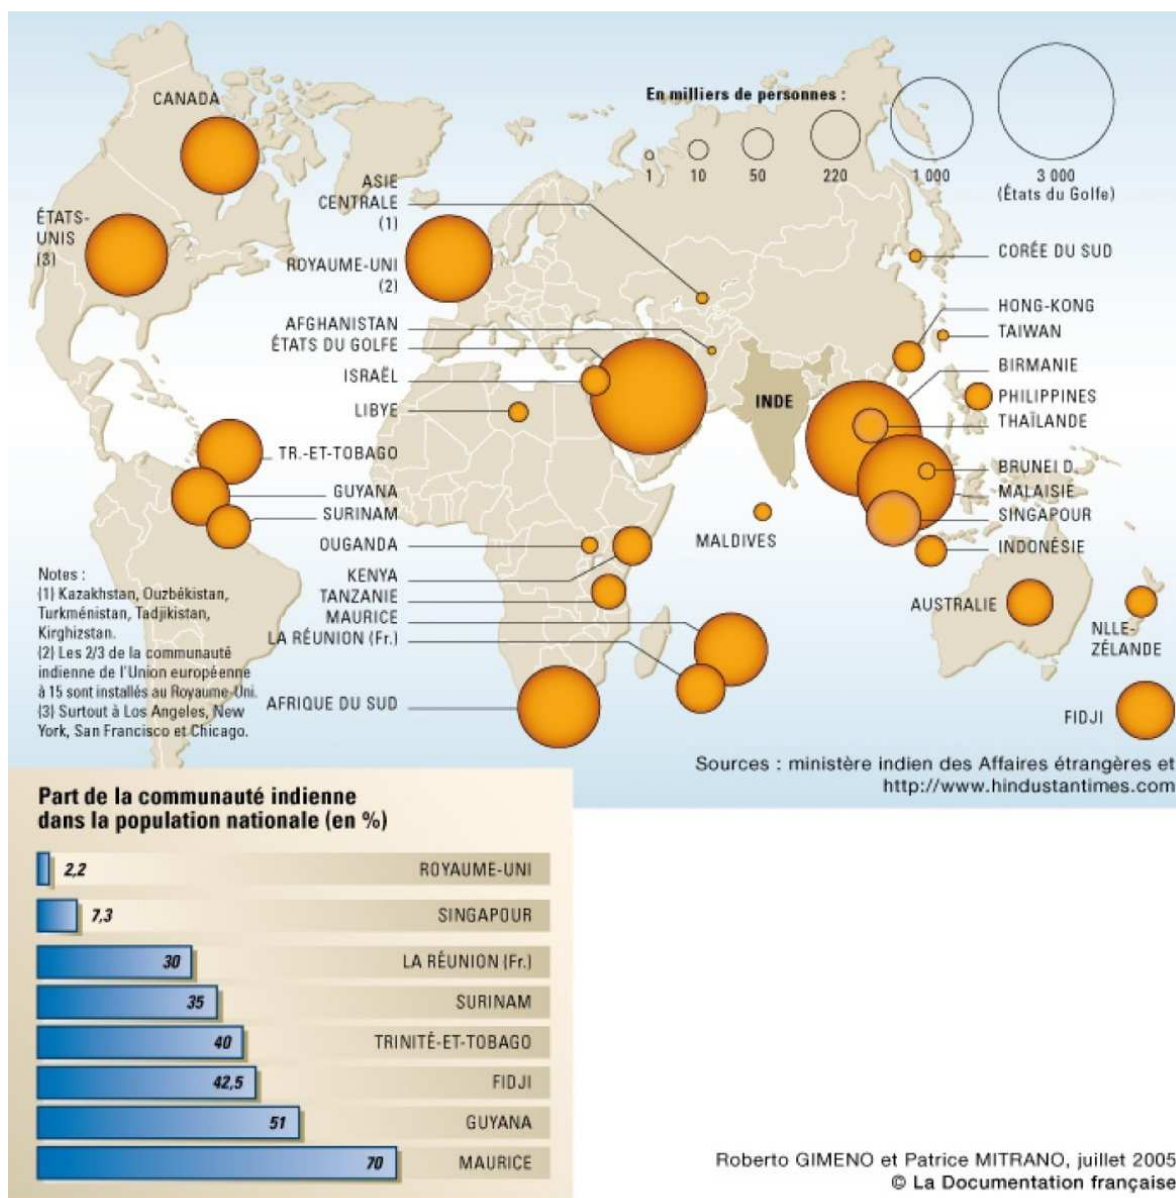 En milliers de personnes :
1
10
50
220
1 000
3 000
(États du Golfe)
CANADA
ÉTATS-
UNIS
(3)
ASIE
CENTRALE
(1)
ROYAUME-UNI
(2)
AFGHANISTAN
ÉTATS DU GOLFE
ISRAËL
LIBYE
TR.-ET-TOBAGO
GUYANA
SURINAM
OUGANDA
KENYA
TANZANIE
MAURICE
LA RÉUNION (Fr.)
AFRIQUE DU SUD
INDE
MALDIVES
CORÉE DU SUD
HONG-KONG
TAIWAN
BIRMANIE
PHILIPPINES
THAÏLANDE
BRUNEI D.
MALAISIE
SINGAPOUR
INDONÉSIE
AUSTRALIE
NLLE-
ZÉLANDE
FIDJI
Notes :
(1) Kazakhstan, Ouzbékistan,
Turkménistan, Tadjikistan,
Kirghizstan.
(2) Les 2/3 de la communauté
indienne de l'Union européenne
à 15 sont installés au Royaume-Uni.
(3) Surtout à Los Angeles, New
York, San Francisco et Chicago.
Sources : ministère indien des Affaires étrangères et
http://www.hindustantimes.com
Part de la communauté indienne
dans la population nationale (en %)
2,2 ROYAUME-UNI
7,3 SINGAPOUR
30 LA RÉUNION (Fr.)
35 SURINAM
40 TRINITÉ-ET-TOBAGO
42,5 FIDJI
51 GUYANA
70 MAURICE
Roberto GIMENO et Patrice MITRANO, juillet 2005
© La Documentation française